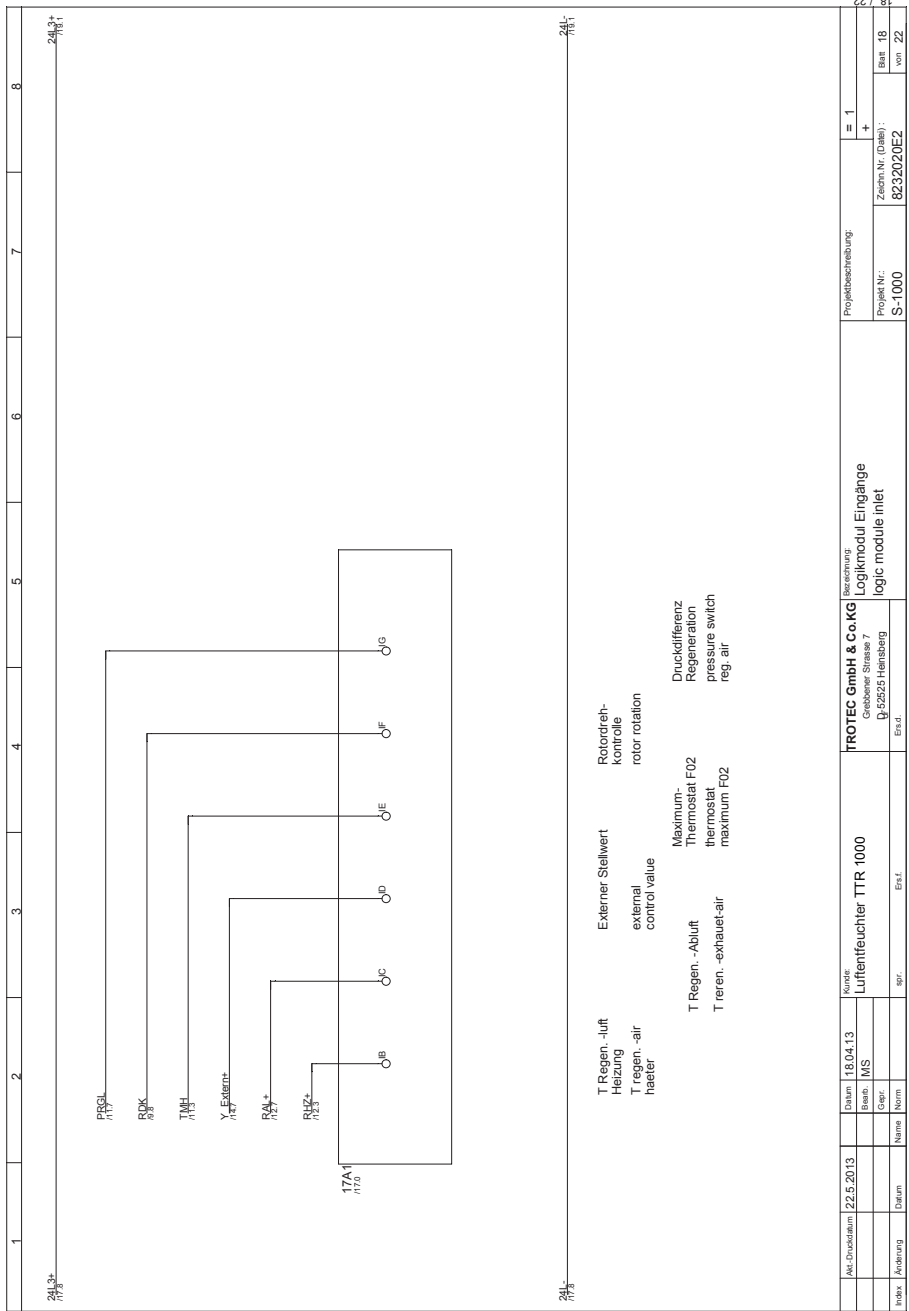 1 2 3 4 5 6 7 8
24L3+
/17.8
24L3+
/19.1
PRGL
/11.7
RDK
/9.8
TMH
/11.3
Y_Extern+
/14.7
RAL+
/12.7
RHZ+
/12.3
17A1
/17.0
IB IC ID IE IF IG
24L-
/17.8
24L-
/19.1
T Regen. -luft
Heizung
T regen. -air
haeter
T Regen. -Abluft
T reren. -exhauet-air
Externer Stellwert
external
control value
Maximum-
Thermostat F02
thermostat
maximum F02
Rotordreh-
kontrolle
rotor rotation
Druckdifferenz
Regeneration
pressure switch
reg. air
Akt.-Druckdatum 22.5.2013
Index Änderung Datum Name Norm
Datum 18.04.13
Bearb. MS
Gepr.
Kunde:
Luftentfeuchter TTR 1000
spr. Ers.f. Ers.d.
TROTEC GmbH & Co.KG
Grebbener Strasse 7
D-52525 Heinsberg
Bezeichnung:
Logikmodul Eingänge
logic module inlet
Projektbeschreibung:
= 1
+
Projekt Nr.:
S-1000
Zeichn.Nr. (Datei) :
8232020E2
Blatt 18
von 22
18 / 22